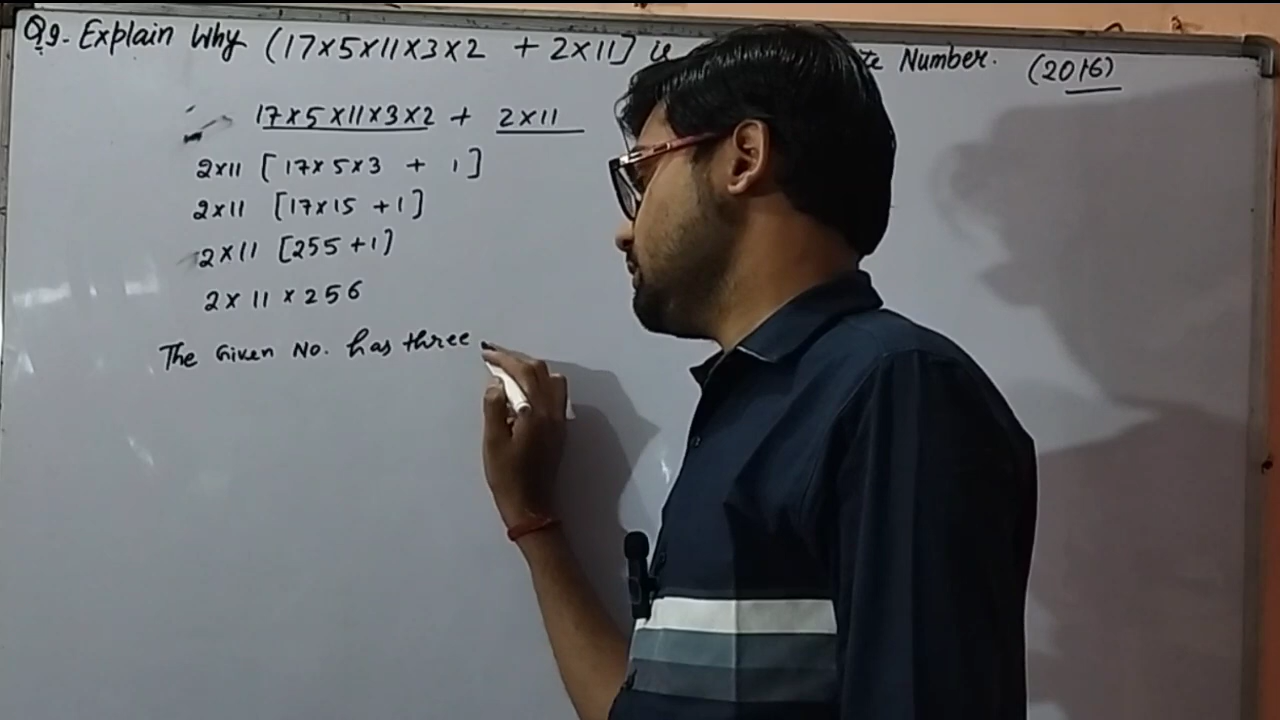 Q9. Explain Why (17×5×11×3×2 + 2×11) is te Number. (2016)
17×5×11×3×2 + 2×11
2×11 [17×5×3 + 1]
2×11 [17×15 +1]
2×11 [255+1]
2×11×256
The Given No. has three